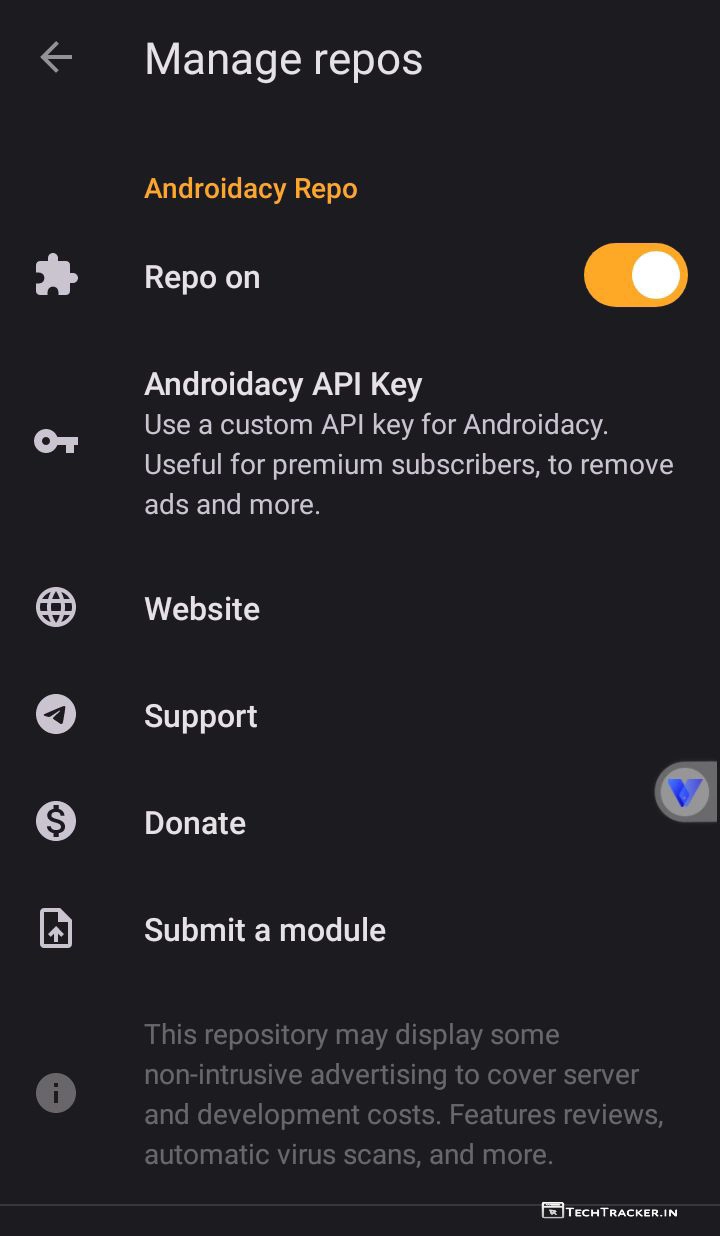 Manage repos
Androidacy Repo
Repo on
Androidacy API Key
Use a custom API key for Androidacy.
Useful for premium subscribers, to remove
ads and more.
Website
Support
Donate
Submit a module
This repository may display some
non-intrusive advertising to cover server
and development costs. Features reviews,
automatic virus scans, and more.
TechTracker.in